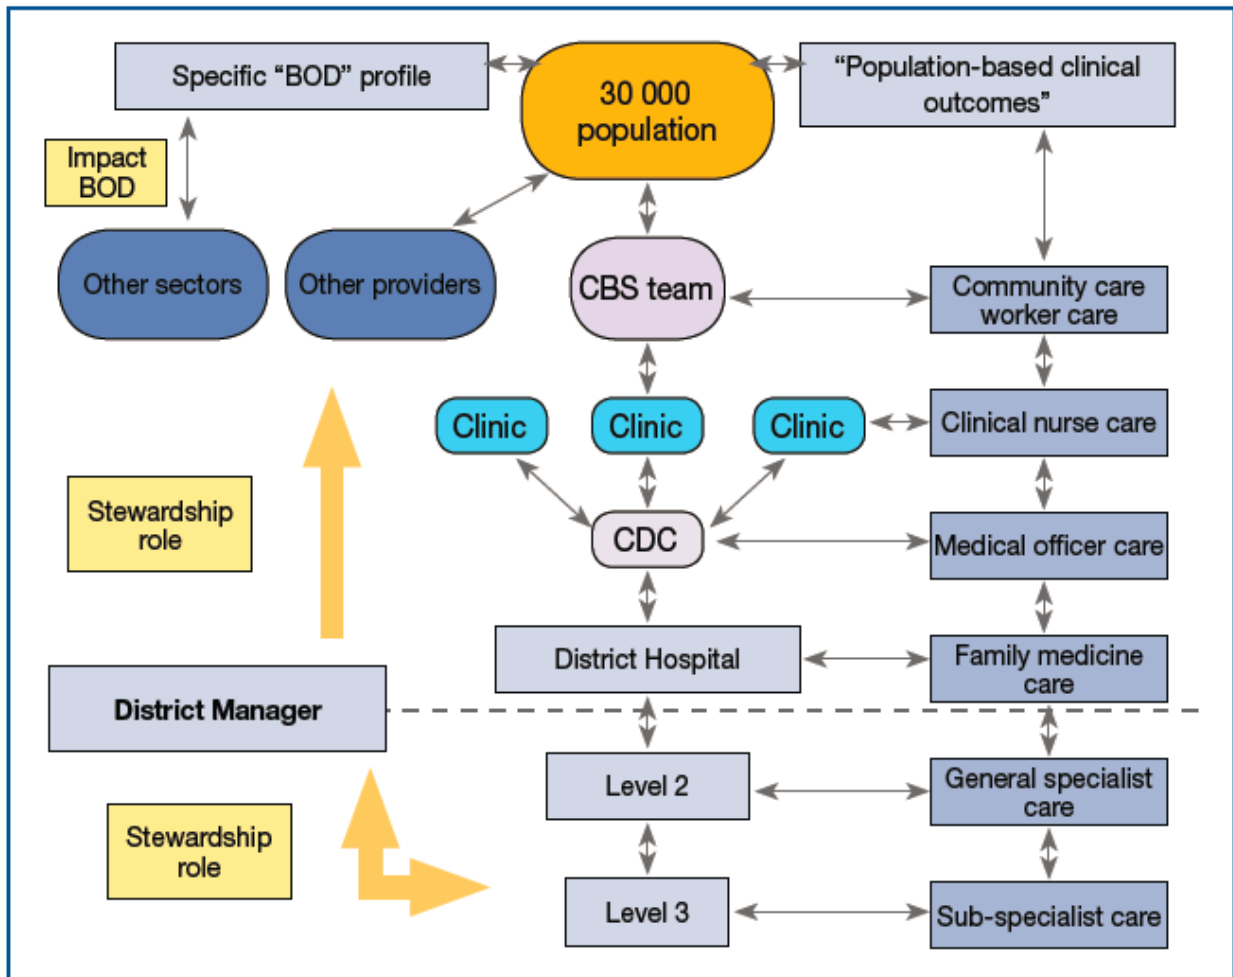 Specific “BOD” profile
30 000
population
“Population-based clinical
outcomes”
Impact
BOD
Other sectors
Other providers
CBS team
Community care
worker care
Clinic
Clinic
Clinic
Clinical nurse care
Stewardship
role
CDC
Medical officer care
District Hospital
Family medicine
care
District Manager
Level 2
General specialist
care
Stewardship
role
Level 3
Sub-specialist care